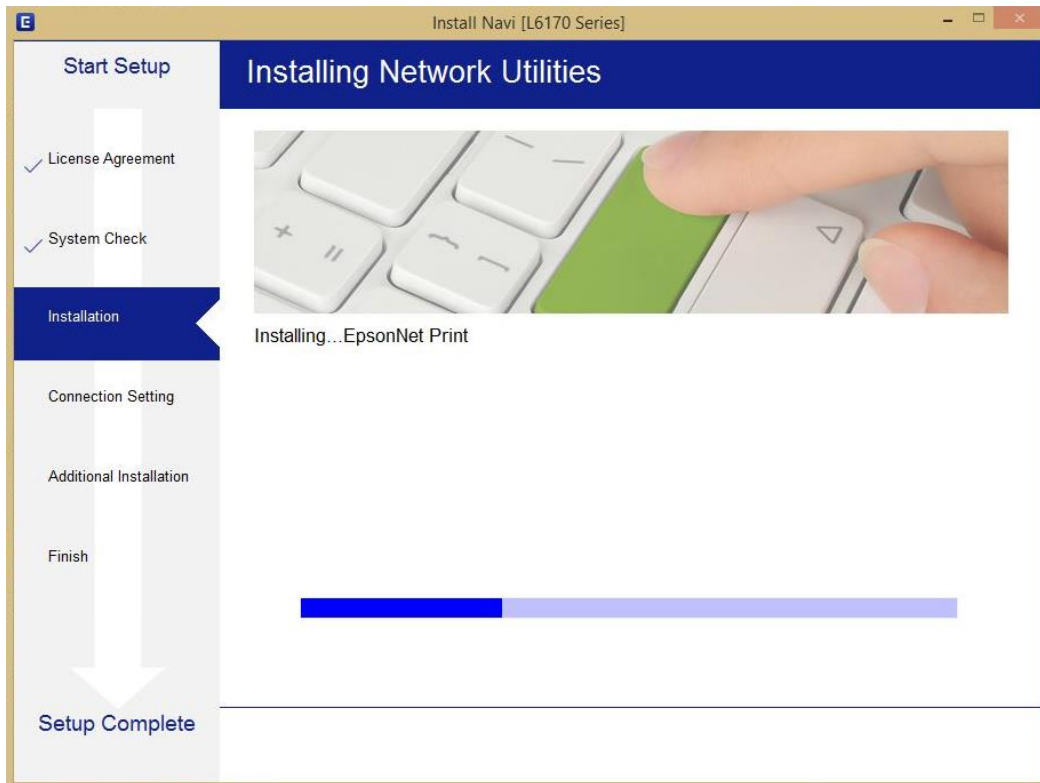 Install Navi [L6170 Series]
Start Setup
Installing Network Utilities
License Agreement
System Check
Installation
Installing...EpsonNet Print
Connection Setting
Additional Installation
Finish
Setup Complete